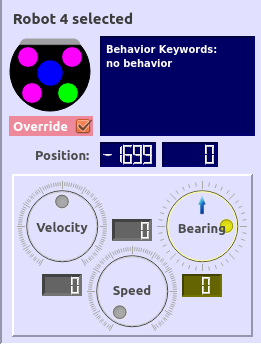 Robot 4 selected
Behavior Keywords:
no behavior
Override
Position: -1699 0
Velocity 0 Bearing
0 Speed 0